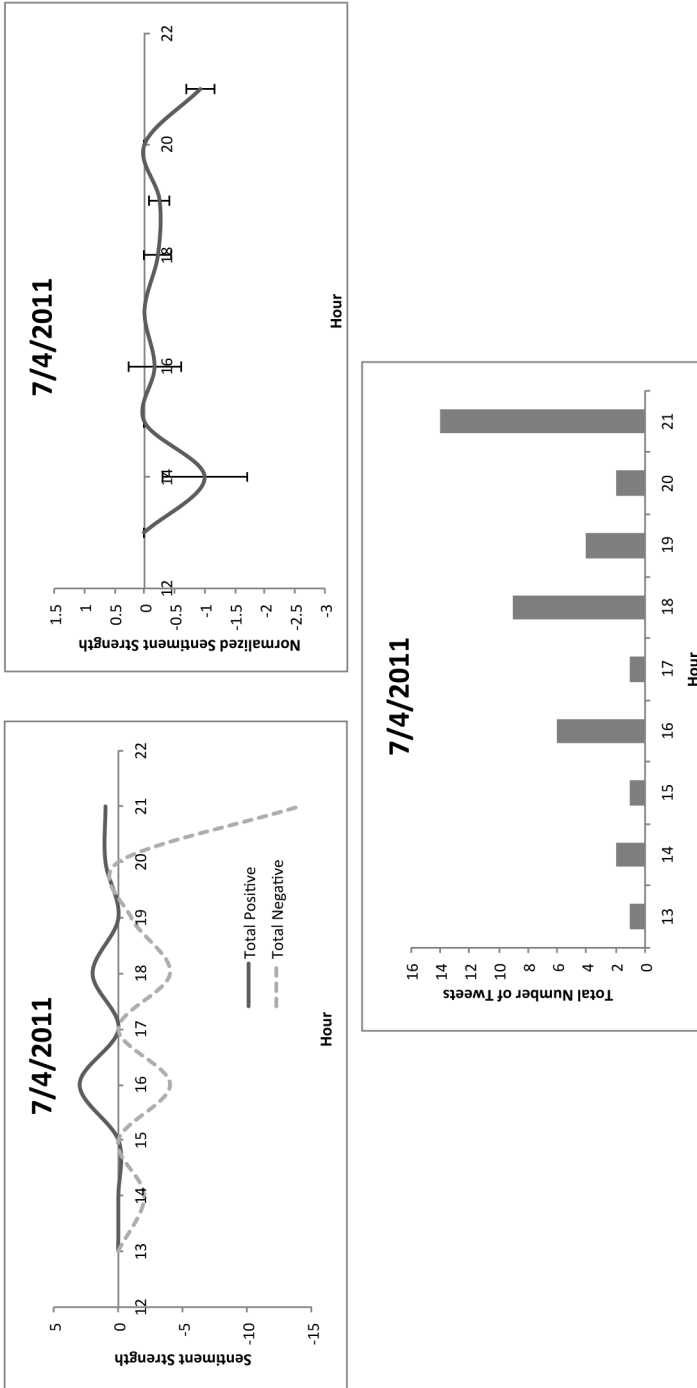 7/4/2011
5
0
-5
-10
-15
Sentiment Strength
12 13 14 15 16 17 18 19 20 21 22
Total Positive
Total Negative
Hour
7/4/2011
1.5
1
0.5
0
-0.5
-1
-1.5
-2
-2.5
-3
Normalized Sentiment Strength
12 14 16 18 20 22
Hour
7/4/2011
16
14
12
10
8
6
4
2
0
Total Number of Tweets
13 14 15 16 17 18 19 20 21
Hour